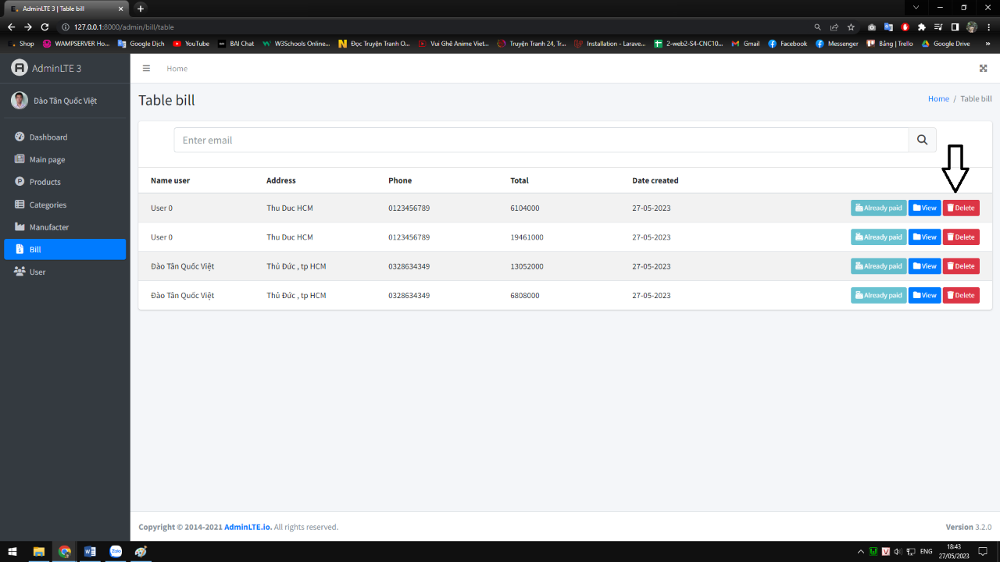 AdminLTE 3 | Table bill
127.0.0.1:8000/admin/bill/table
Shop WAMPSERVER Ho... Google Dịch YouTube BAI Chat W3Schools Online... Đọc Truyện Tranh O... Vui Ghê Anime Viet... Truyện Tranh 24, Tr... Installation - Larave... 2-web2-S4-CNC10... Gmail Facebook Messenger Bảng | Trello Google Drive »
AdminLTE 3
Home
Đào Tân Quốc Việt
Table bill
Home / Table bill
Dashboard
Main page
Products
Categories
Manufacter
Bill
User
Enter email
Name user Address Phone Total Date created
User 0 Thu Duc HCM 0123456789 6104000 27-05-2023 Already paid View Delete
User 0 Thu Duc HCM 0123456789 19461000 27-05-2023 Already paid View Delete
Đào Tân Quốc Việt Thủ Đức , tp HCM 0328634349 13052000 27-05-2023 Already paid View Delete
Đào Tân Quốc Việt Thủ Đức , tp HCM 0328634349 6808000 27-05-2023 Already paid View Delete
Copyright © 2014-2021 AdminLTE.io. All rights reserved.
Version 3.2.0
ENG
18:43
27/05/2023